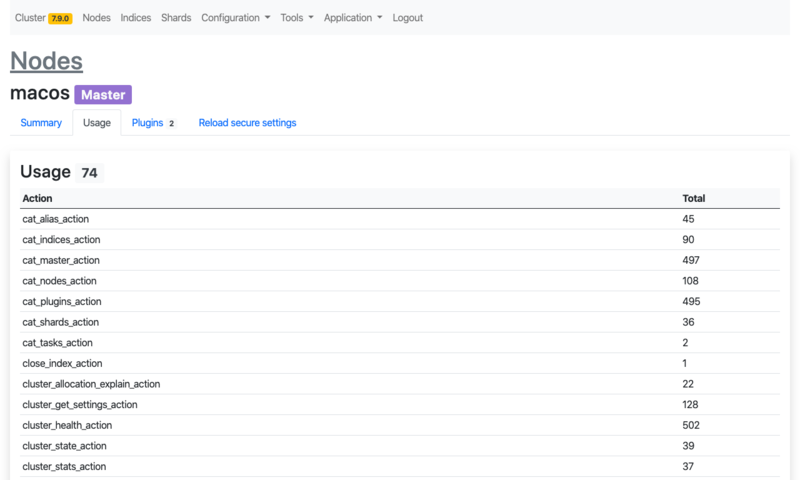 Cluster 7.9.0 Nodes Indices Shards Configuration Tools Application Logout
Nodes
macos Master
Summary Usage Plugins 2 Reload secure settings
Usage 74
Action Total
cat_alias_action 45
cat_indices_action 90
cat_master_action 497
cat_nodes_action 108
cat_plugins_action 495
cat_shards_action 36
cat_tasks_action 2
close_index_action 1
cluster_allocation_explain_action 22
cluster_get_settings_action 128
cluster_health_action 502
cluster_state_action 39
cluster_stats_action 37